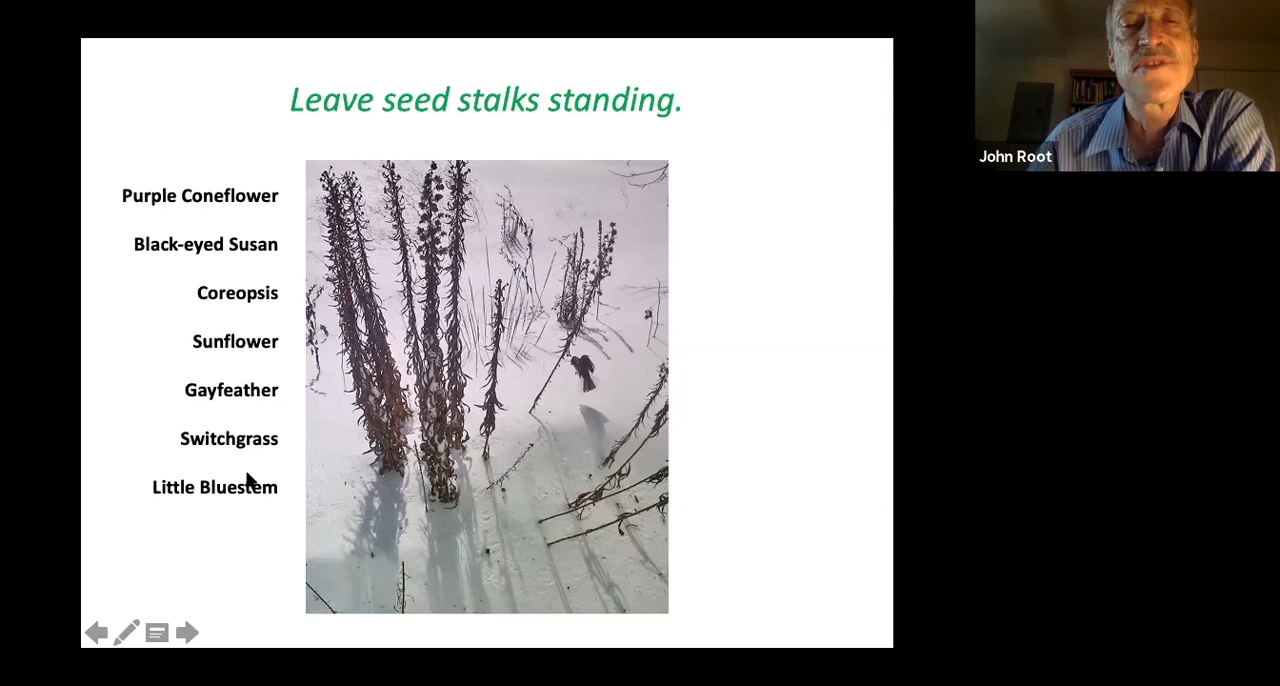 Leave seed stalks standing.
Purple Coneflower
Black-eyed Susan
Coreopsis
Sunflower
Gayfeather
Switchgrass
Little Bluestem
John Root